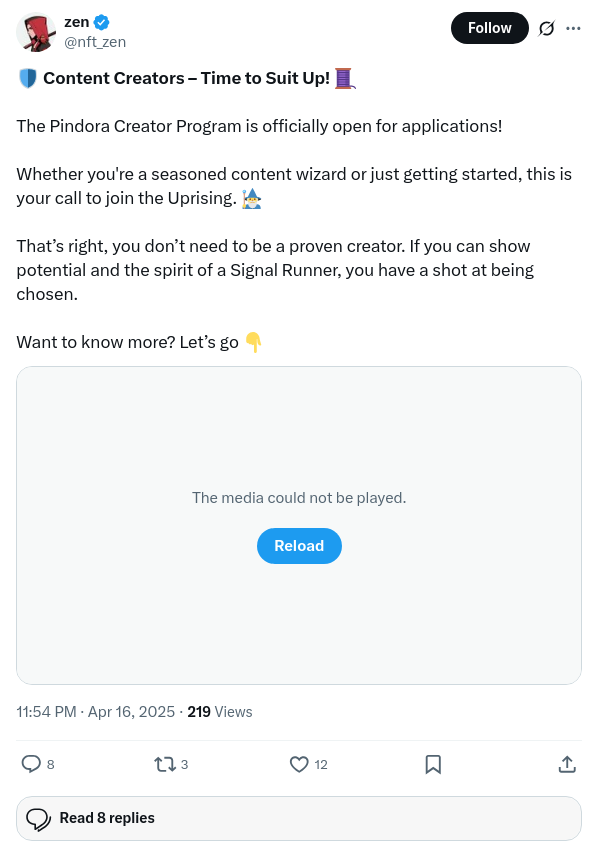 zen
@nft_zen
Follow
🛡️ Content Creators – Time to Suit Up! 🧵
The Pindora Creator Program is officially open for applications!
Whether you're a seasoned content wizard or just getting started, this is
your call to join the Uprising. 🧙‍♂️
That’s right, you don’t need to be a proven creator. If you can show
potential and the spirit of a Signal Runner, you have a shot at being
chosen.
Want to know more? Let’s go 👇
The media could not be played.
Reload
11:54 PM · Apr 16, 2025 · 219 Views
8
3
12
Read 8 replies